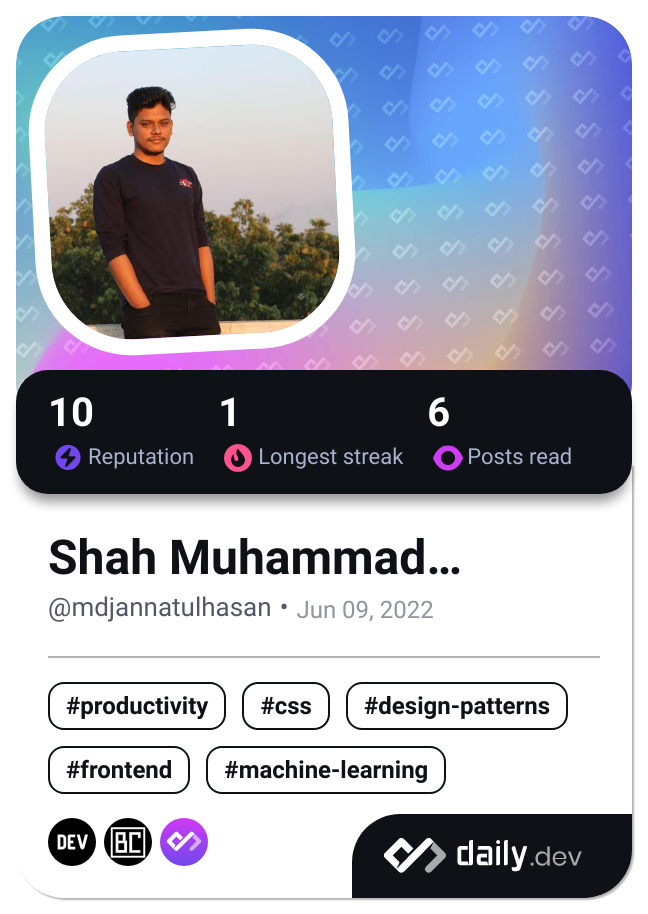 10 1 6
Reputation Longest streak Posts read
Shah Muhammad...
@mdjannatulhasan • Jun 09, 2022
#productivity #css #design-patterns
#frontend #machine-learning
DEV BC
daily.dev